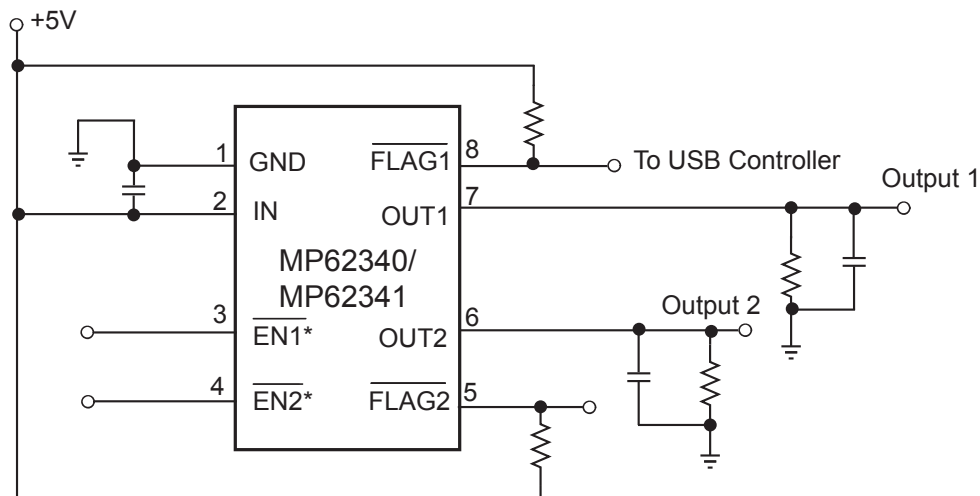 +5V
1
GND
FLAG1
8
To USB Controller
2
IN
OUT1
7
Output 1
MP62340/
MP62341
3
EN1*
OUT2
6
Output 2
4
EN2*
FLAG2
5